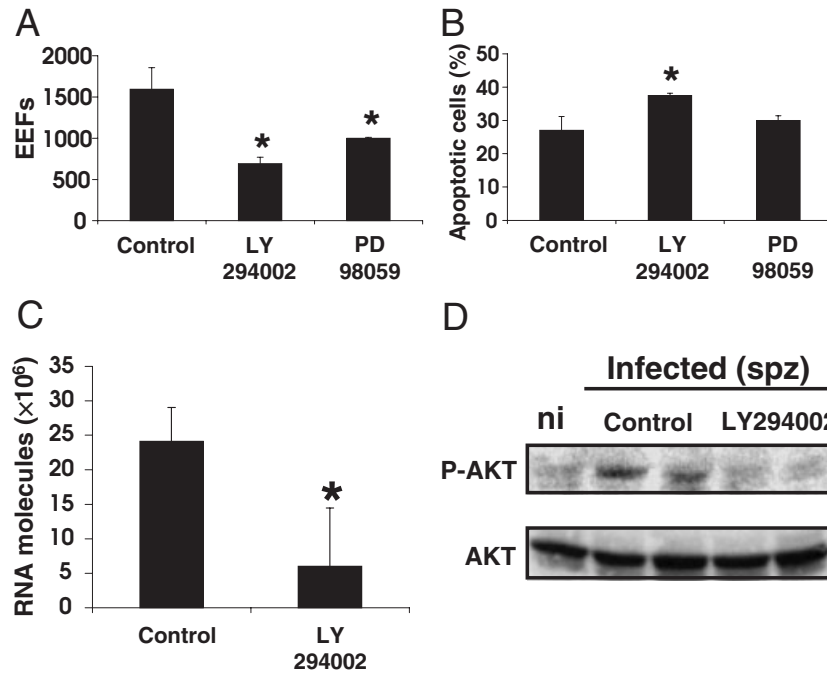 A
2000
1500
1000
500
0
EEFs
*
*
Control
LY
294002
PD
98059
B
50
40
30
20
10
0
Apoptotic cells (%)
*
Control
LY
294002
PD
98059
C
35
30
25
20
15
10
5
0
RNA molecules (×10⁶)
*
Control
LY
294002
D
Infected (spz)
ni Control LY294002
P-AKT
AKT